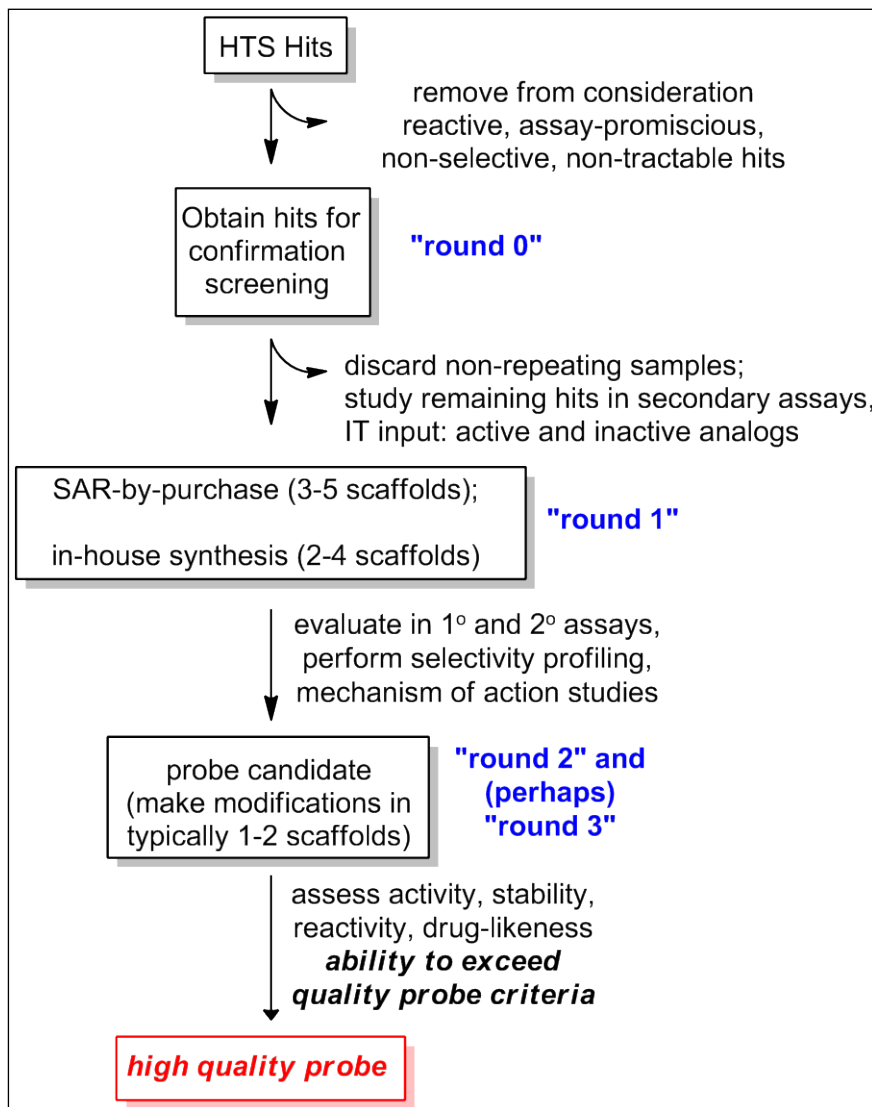 HTS Hits
remove from consideration
reactive, assay-promiscious,
non-selective, non-tractable hits
Obtain hits for
confirmation
screening
"round 0"
discard non-repeating samples;
study remaining hits in secondary assays,
IT input: active and inactive analogs
SAR-by-purchase (3-5 scaffolds);
in-house synthesis (2-4 scaffolds)
"round 1"
evaluate in 1º and 2º assays,
perform selectivity profiling,
mechanism of action studies
probe candidate
(make modifications in
typically 1-2 scaffolds)
"round 2" and
(perhaps)
"round 3"
assess activity, stability,
reactivity, drug-likeness
ability to exceed
quality probe criteria
high quality probe